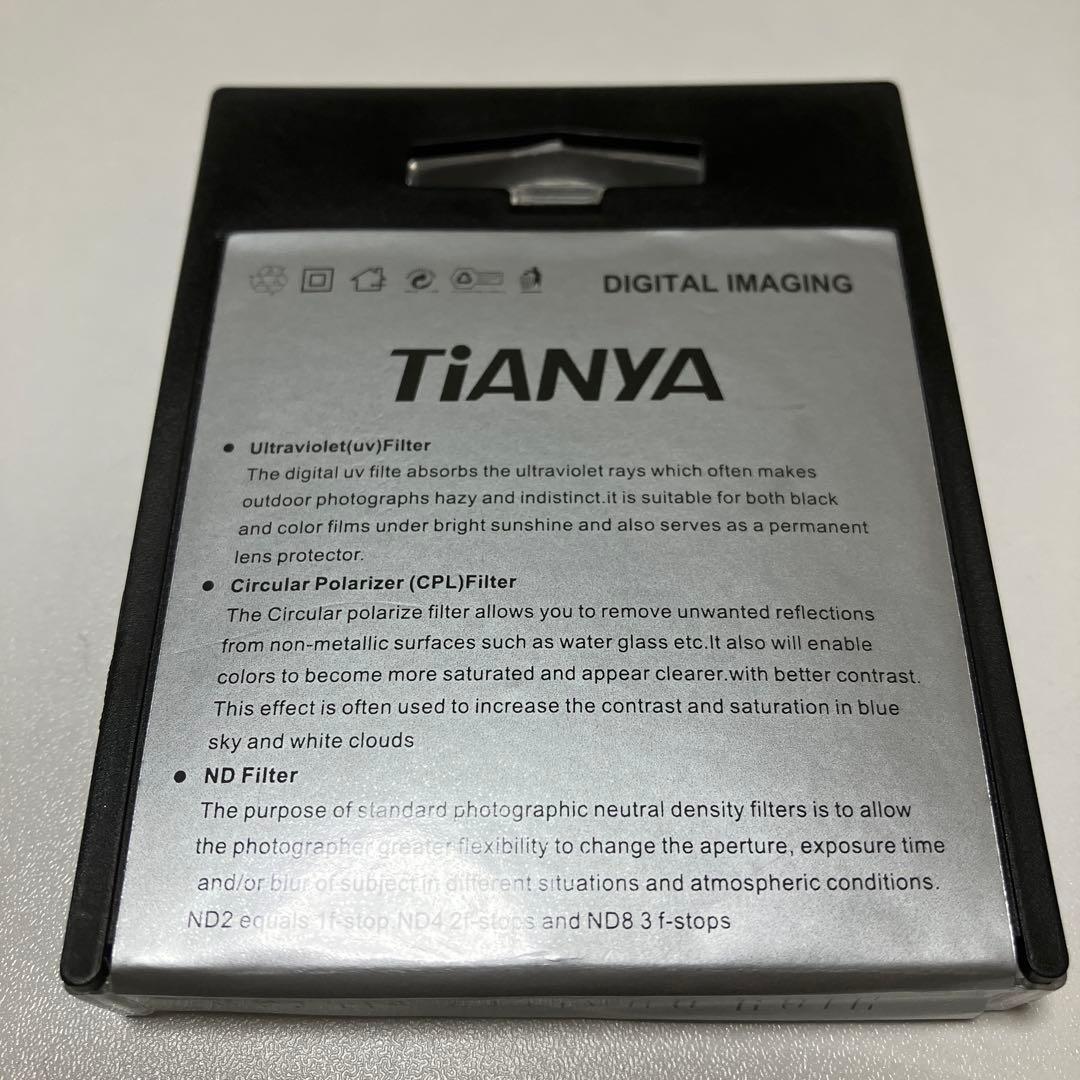 DIGITAL IMAGING
TiANYA
● Ultraviolet(uv)Filter
The digital uv filte absorbs the ultraviolet rays which often makes
outdoor photographs hazy and indistinct.it is suitable for both black
and color films under bright sunshine and also serves as a permanent
lens protector.
● Circular Polarizer (CPL)Filter
The Circular polarize filter allows you to remove unwanted reflections
from non-metallic surfaces such as water glass etc.It also will enable
colors to become more saturated and appear clearer.with better contrast.
This effect is often used to increase the contrast and saturation in blue
sky and white clouds
● ND Filter
The purpose of standard photographic neutral density filters is to allow
the photographer greater flexibility to change the aperture, exposure time
and/or blur of subject in different situations and atmospheric conditions.
ND2 equals 1f-stop ND4 2f-stops and ND8 3 f-stops